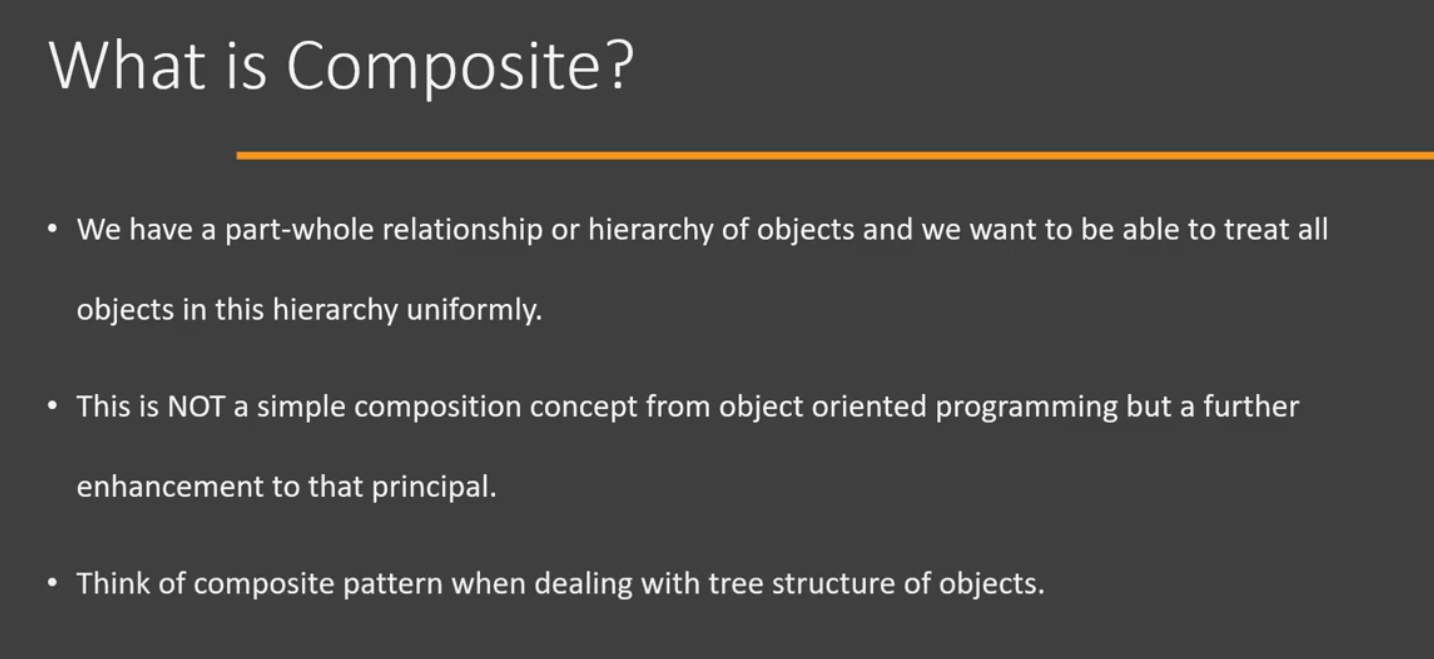 What is Composite?
• We have a part-whole relationship or hierarchy of objects and we want to be able to treat all
objects in this hierarchy uniformly.
• This is NOT a simple composition concept from object oriented programming but a further
enhancement to that principal.
• Think of composite pattern when dealing with tree structure of objects.